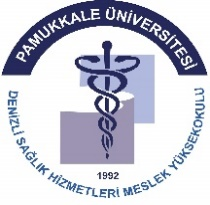 PAMUKKALE ÜNİVERSİTESİ
1992
DENİZLİ SAĞLIK HİZMETLERİ MESLEK YÜKSEKOKULU